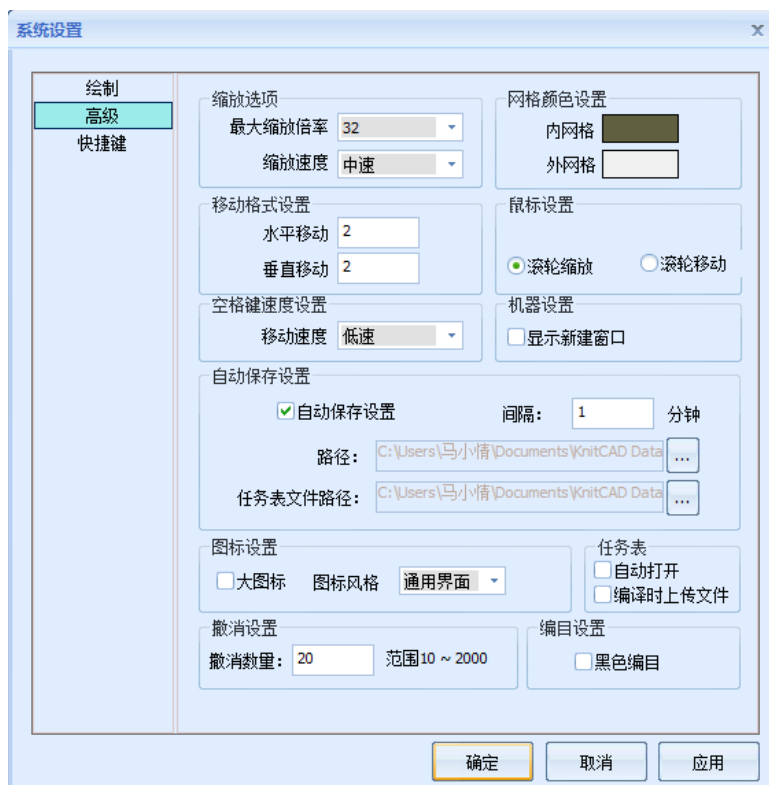 系统设置
绘制
高级
快捷键
缩放选项
最大缩放倍率 32
缩放速度 中速
网格颜色设置
内网格
外网格
移动格式设置
水平移动 2
垂直移动 2
鼠标设置
滚轮缩放 滚轮移动
空格键速度设置
移动速度 低速
机器设置
显示新建窗口
自动保存设置
自动保存设置 间隔： 1 分钟
路径： C:\Users\马小情\Documents\KnitCAD Data ...
任务表文件路径： C:\Users\马小情\Documents\KnitCAD Data ...
图标设置
大图标 图标风格 通用界面
任务表
自动打开
编译时上传文件
撤消设置
撤消数量： 20 范围10 ~ 2000
编目设置
黑色编目
确定 取消 应用